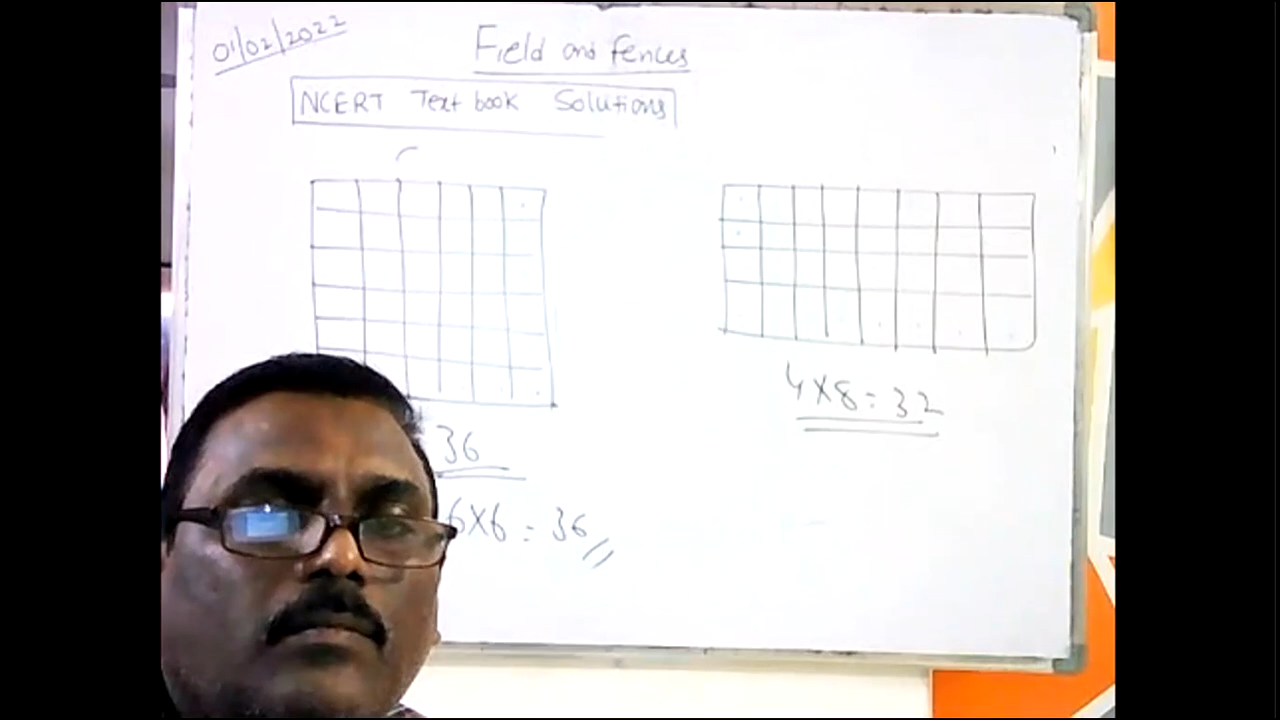 01/02/2022
Field and fences
NCERT Text book Solutions
36
6X6 = 36
4X8 = 32